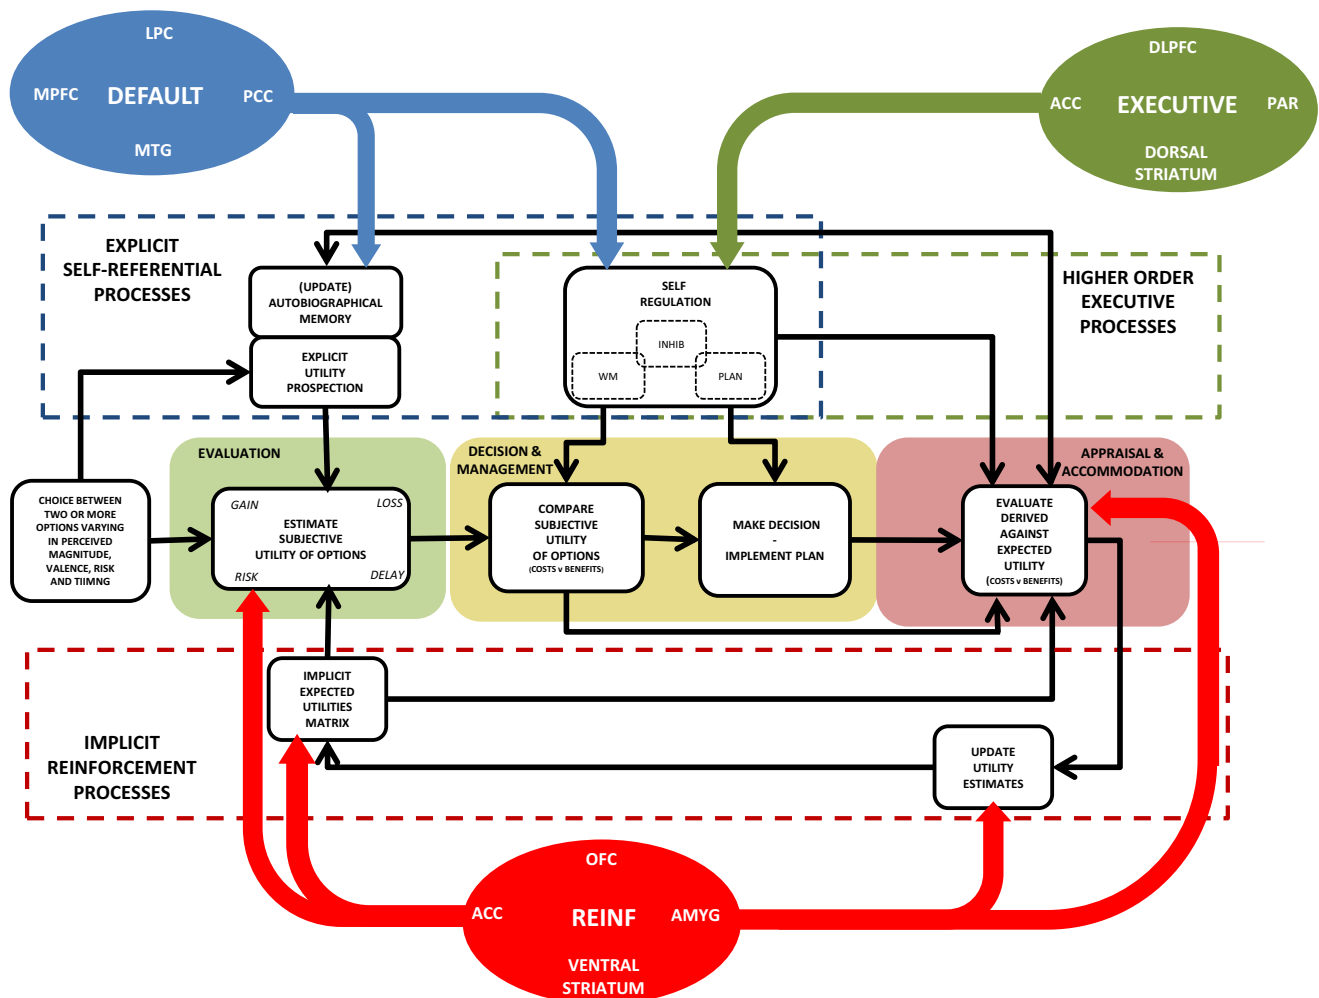 LPC
MPFC
DEFAULT
PCC
MTG
DLPFC
ACC
EXECUTIVE
PAR
DORSAL
STRIATUM
EXPLICIT
SELF-REFERENTIAL
PROCESSES
(UPDATE)
AUTOBIOGRAPHICAL
MEMORY
EXPLICIT
UTILITY
PROSPECTION
SELF
REGULATION
INHIB
WM
PLAN
HIGHER ORDER
EXECUTIVE
PROCESSES
EVALUATION
DECISION &
MANAGEMENT
APPRAISAL &
ACCOMMODATION
CHOICE BETWEEN
TWO OR MORE
OPTIONS VARYING
IN PERCEIVED
MAGNITUDE,
VALENCE, RISK
AND TIIMNG
GAIN
LOSS
ESTIMATE
SUBJECTIVE
UTILITY OF OPTIONS
RISK
DELAY
COMPARE
SUBJECTIVE
UTILITY
OF OPTIONS
(COSTS v BENEFITS)
MAKE DECISION
-
IMPLEMENT PLAN
EVALUATE
DERIVED
AGAINST
EXPECTED
UTILITY
(COSTS v BENEFITS)
IMPLICIT
EXPECTED
UTILITIES
MATRIX
IMPLICIT
REINFORCEMENT
PROCESSES
UPDATE
UTILITY
ESTIMATES
OFC
ACC
REINF
AMYG
VENTRAL
STRIATUM